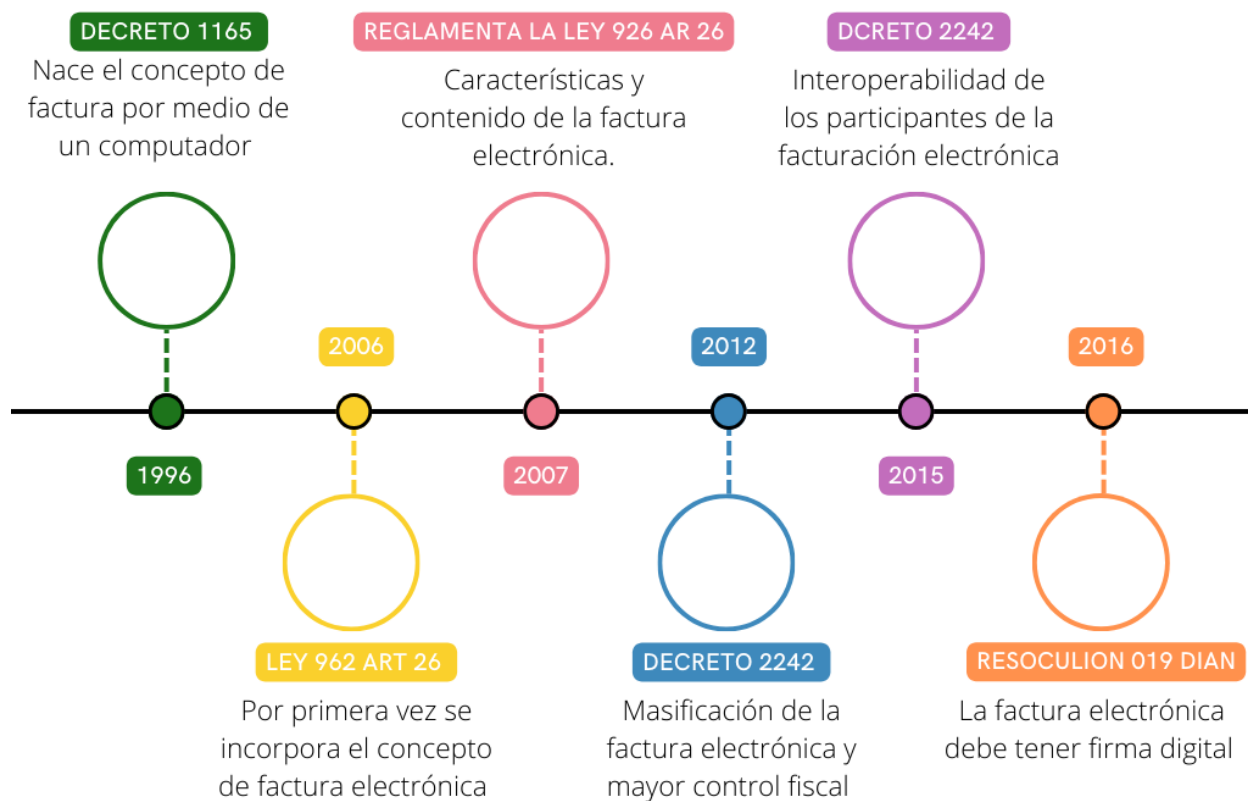 DECRETO 1165
Nace el concepto de
factura por medio de
un computador
1996
2006
LEY 962 ART 26
Por primera vez se
incorpora el concepto
de factura electrónica
REGLAMENTA LA LEY 926 AR 26
Características y
contenido de la factura
electrónica.
2007
2012
DECRETO 2242
Masificación de la
factura electrónica y
mayor control fiscal
DCRETO 2242
Interoperabilidad de
los participantes de la
facturación electrónica
2015
2016
RESOCULION 019 DIAN
La factura electrónica
debe tener firma digital